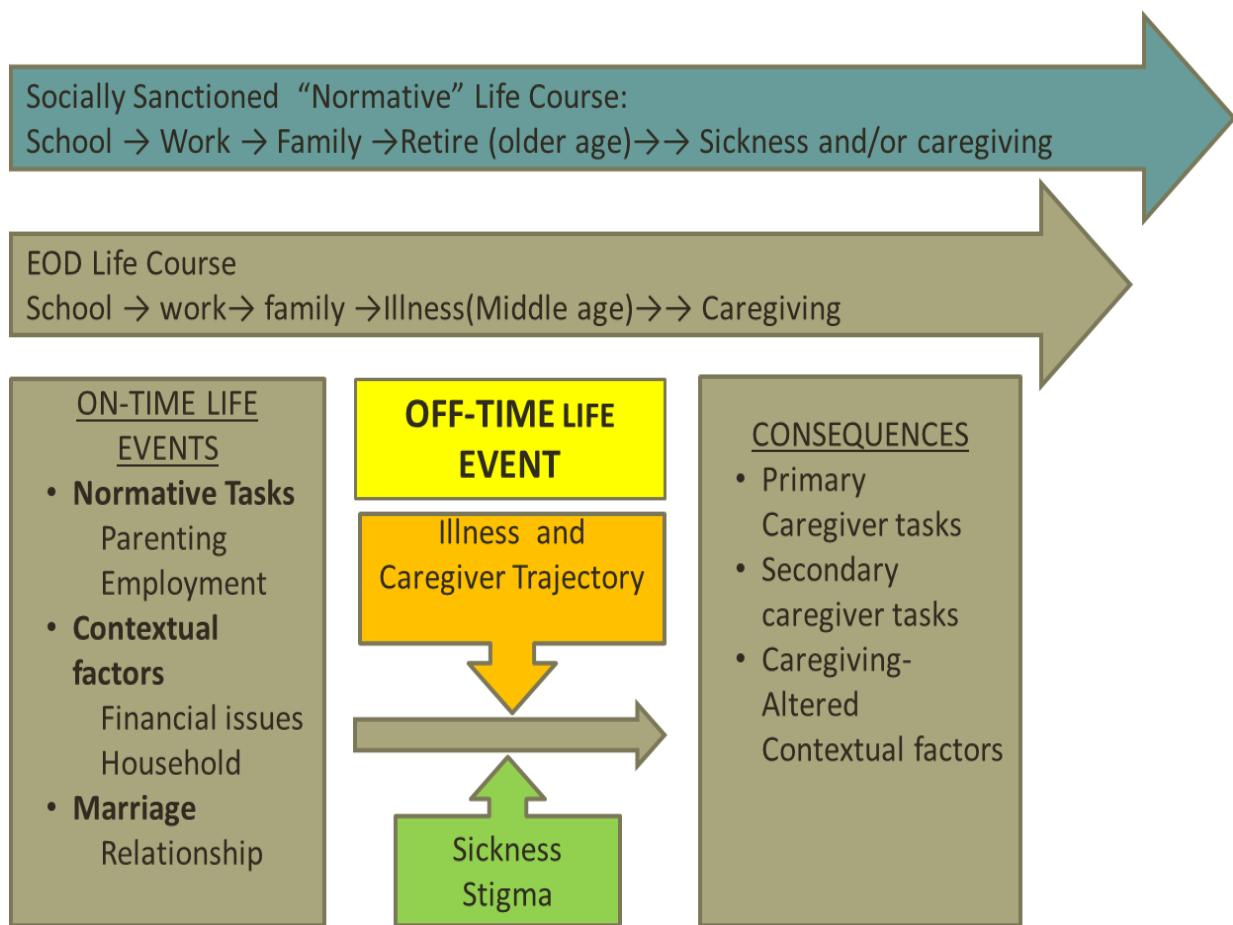 Socially Sanctioned “Normative” Life Course:
School → Work → Family →Retire (older age)→→ Sickness and/or caregiving
EOD Life Course
School → work→ family →Illness(Middle age)→→ Caregiving
ON-TIME LIFE
EVENTS
• Normative Tasks
Parenting
Employment
• Contextual
factors
Financial issues
Household
• Marriage
Relationship
OFF-TIME LIFE
EVENT
Illness and
Caregiver Trajectory
Sickness
Stigma
CONSEQUENCES
• Primary
Caregiver tasks
• Secondary
caregiver tasks
• Caregiving-
Altered
Contextual factors